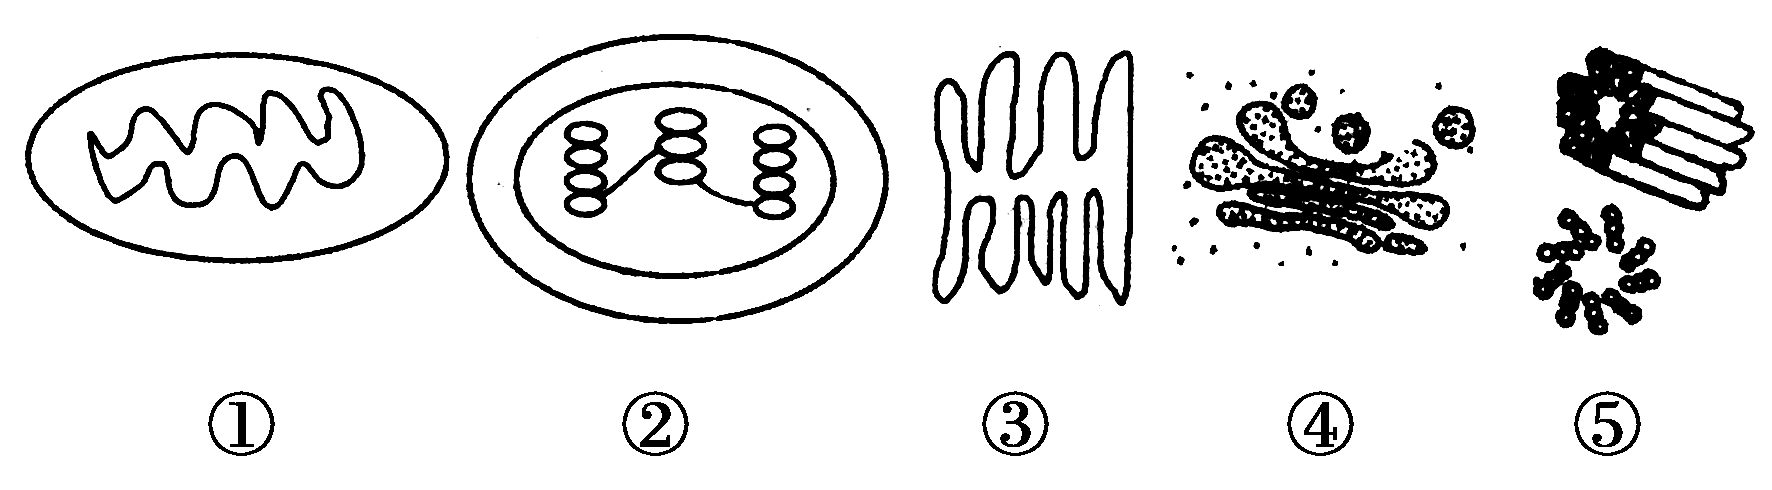 ① ② ③ ④ ⑤